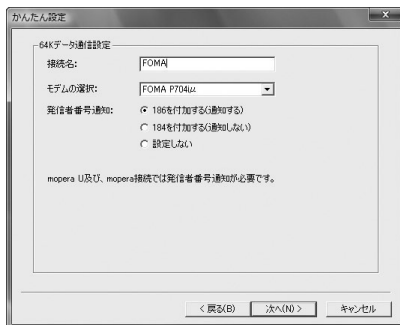 かんたん設定
64Kデータ通信設定
接続名: FOMA
モデムの選択: FOMA P704iμ
発信者番号通知: 186を付加する(通知する)
184を付加する(通知しない)
設定しない
mopera U及び、mopera接続では発信者番号通知が必要です。
< 戻る(B) 次へ(N) > キャンセル